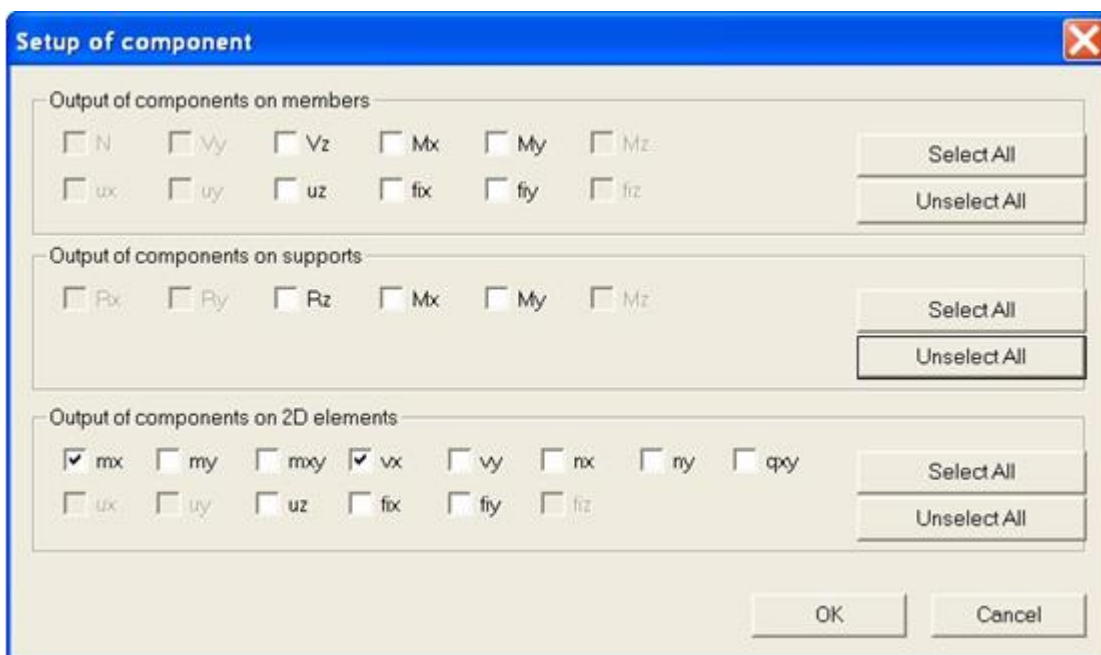 Setup of component
Output of components on members
N Vy Vz Mx My Mz
Select All
ux uy uz fix fiy fiz
Unselect All
Output of components on supports
Rx Ry Rz Mx My Mz
Select All
Unselect All
Output of components on 2D elements
mx my mxy vx vy nx ny qxy
Select All
ux uy uz fix fiy fiz
Unselect All
OK Cancel